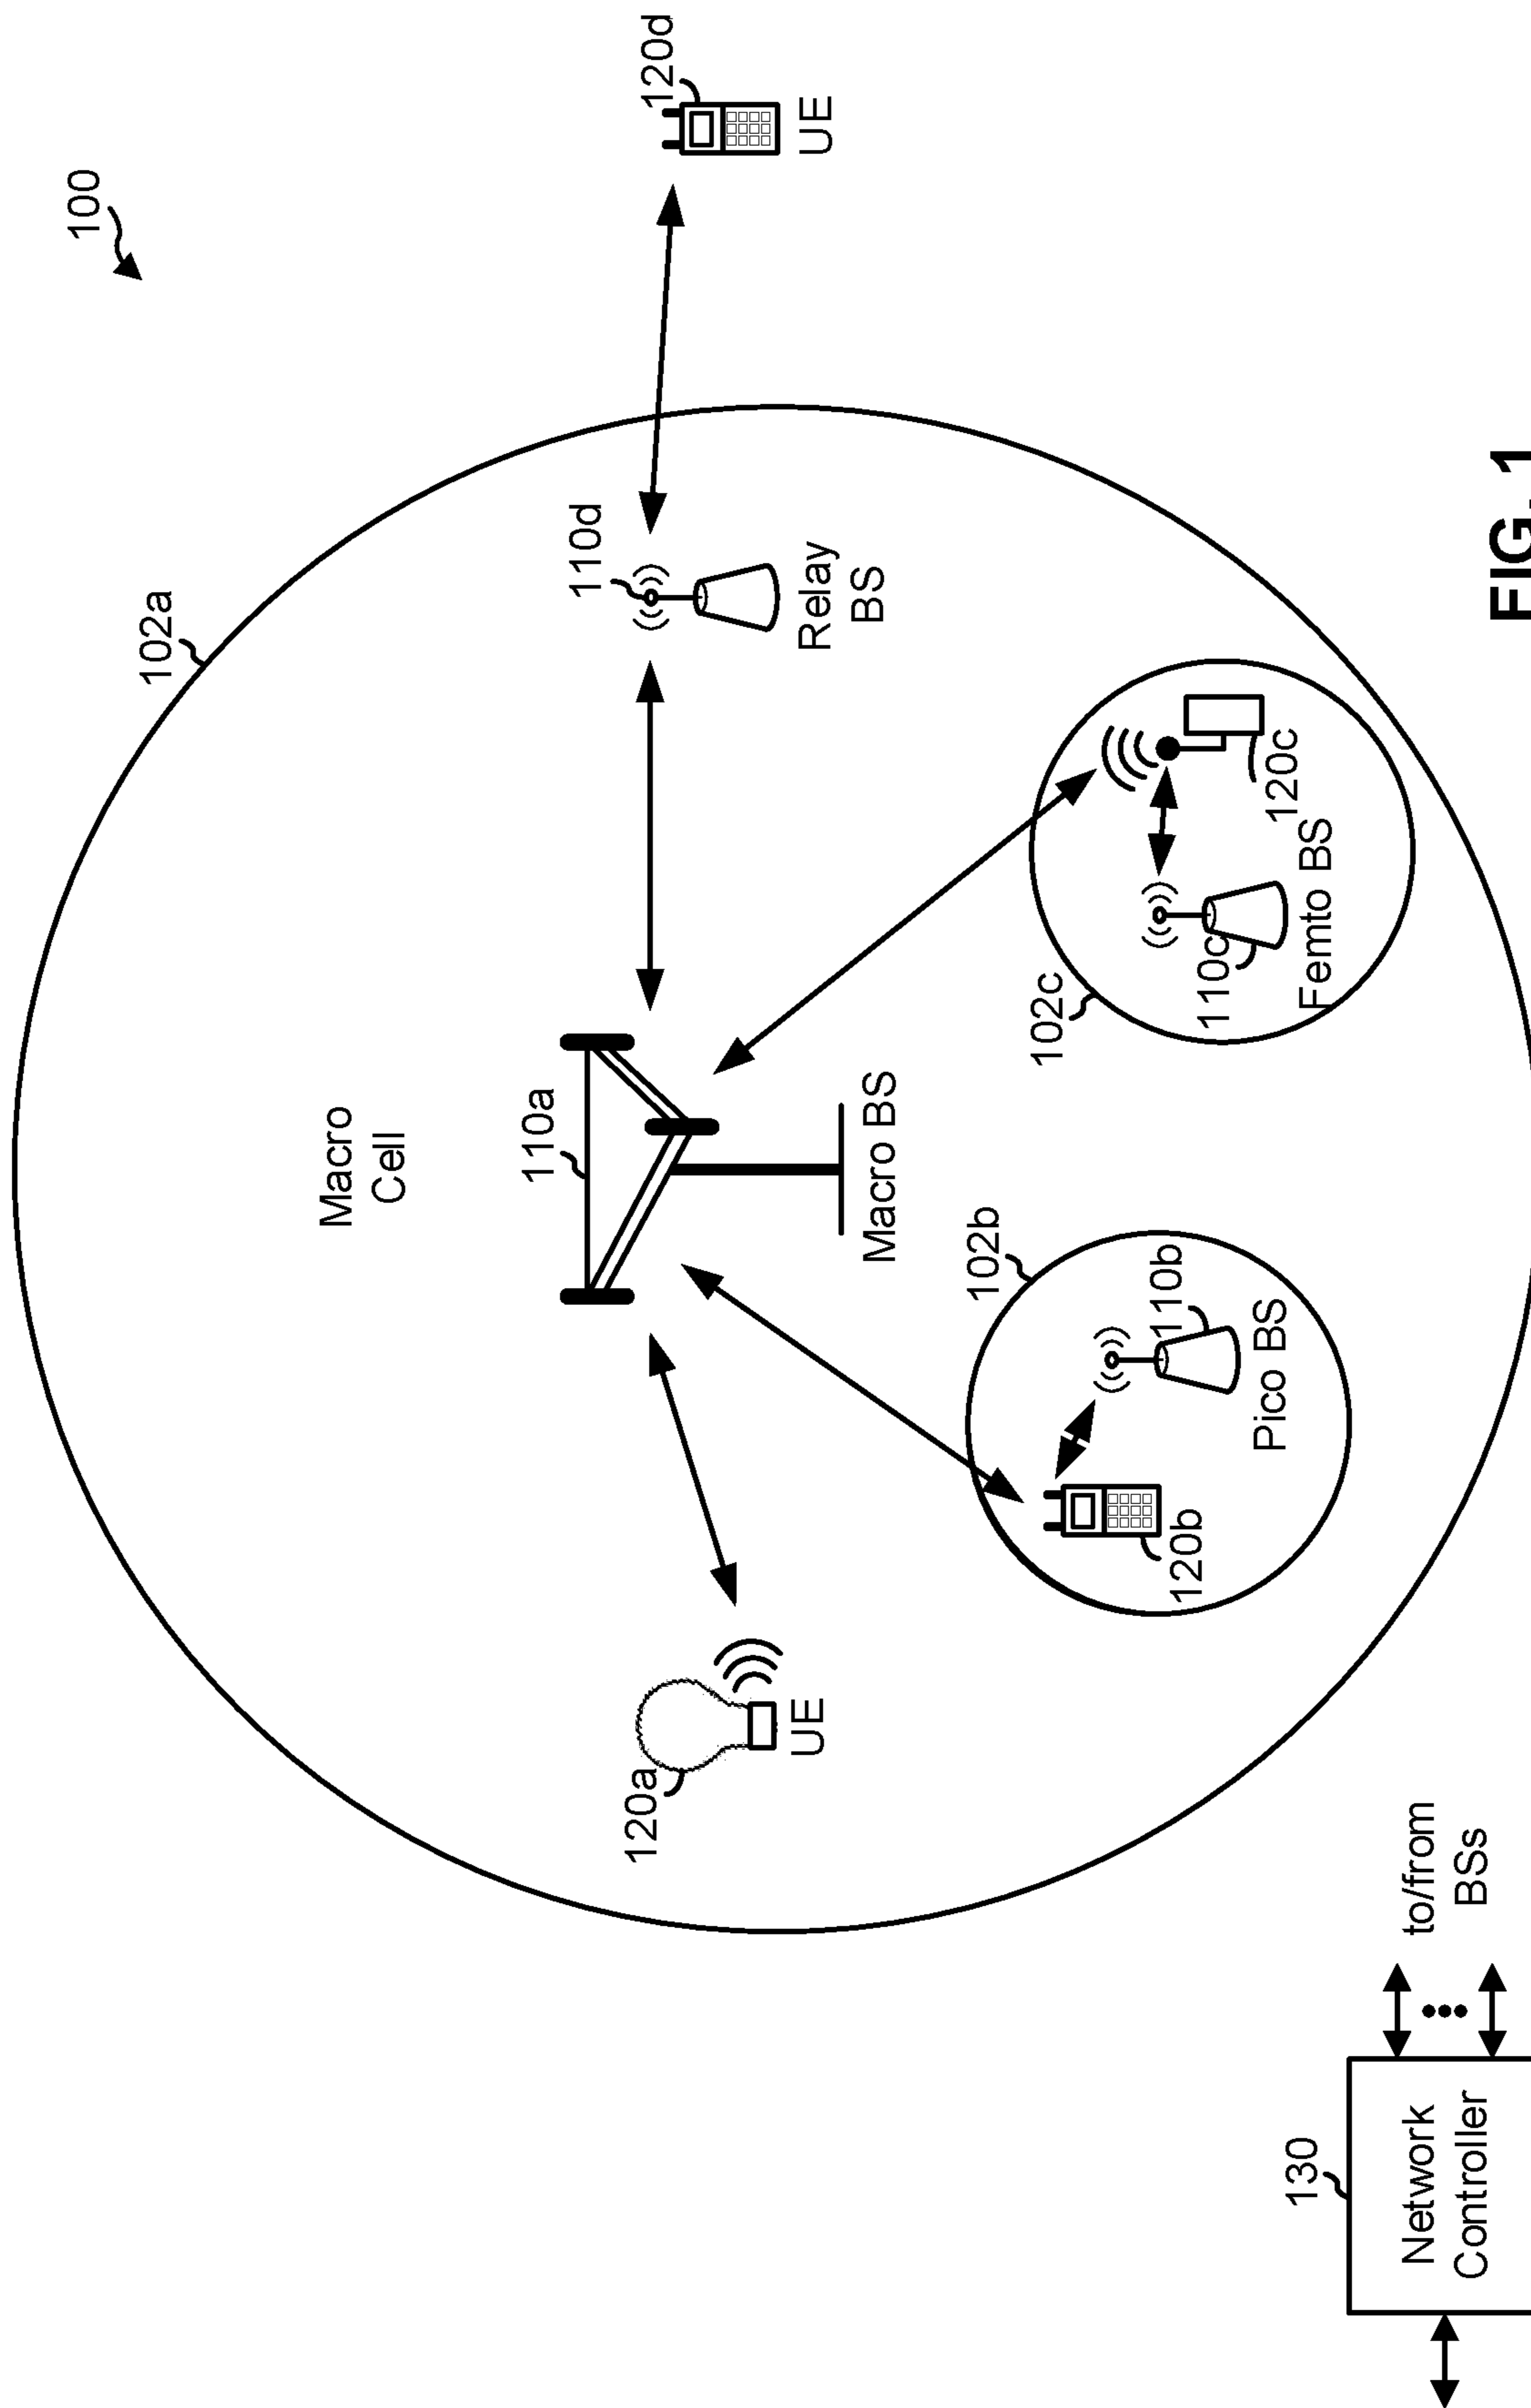 100
102a
Macro
Cell
110a
Macro BS
110d
Relay
BS
120d
UE
120a
UE
102b
110b
Pico BS
120b
102c
110c
Femto BS
120c
130
Network
Controller
to/from
BSs
FIG. 1